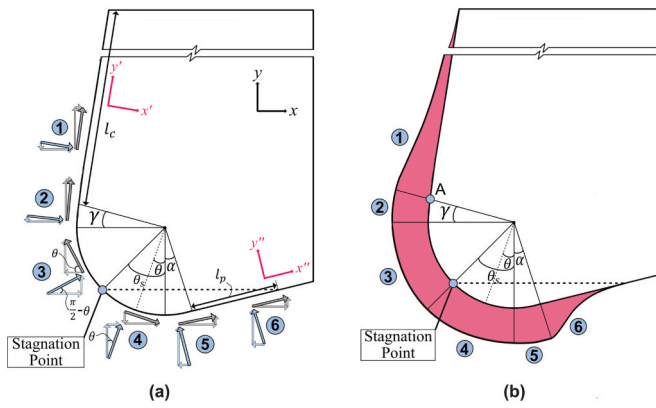 y′
x′
y
x
1
l_c
2
γ
3
θ
π/2-θ
θ_s
θ
α
y″
x″
l_p
Stagnation
Point
θ
4
5
6
(a)
1
A
2
γ
3
θ_s
θ
α
Stagnation
Point
4
5
6
(b)